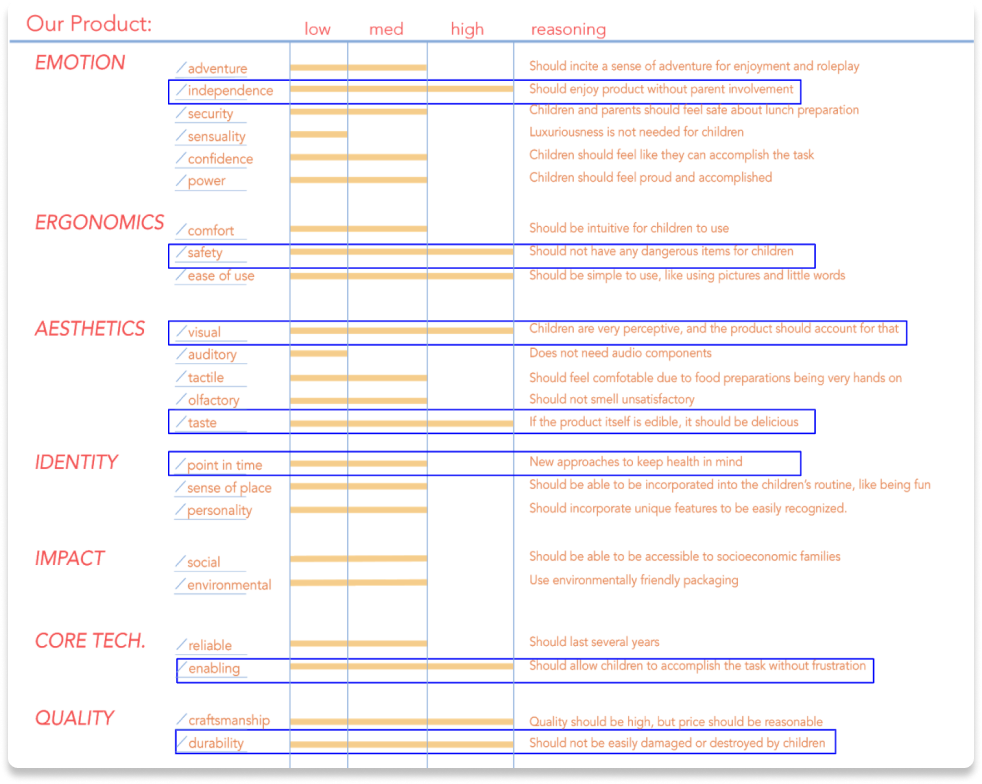 Our Product:
low med high reasoning
EMOTION
/adventure Should incite a sense of adventure for enjoyment and roleplay
/independence Should enjoy product without parent involvement
/security Children and parents should feel safe about lunch preparation
/sensuality Luxuriousness is not needed for children
/confidence Children should feel like they can accomplish the task
/power Children should feel proud and accomplished
ERGONOMICS
/comfort Should be intuitive for children to use
/safety Should not have any dangerous items for children
/ease of use Should be simple to use, like using pictures and little words
AESTHETICS
/visual Children are very perceptive, and the product should account for that
/auditory Does not need audio components
/tactile Should feel comfotable due to food preparations being very hands on
/olfactory Should not smell unsatisfactory
/taste If the product itself is edible, it should be delicious
IDENTITY
/point in time New approaches to keep health in mind
/sense of place Should be able to be incorporated into the children's routine, like being fun
/personality Should incorporate unique features to be easily recognized.
IMPACT
/social Should be able to be accessible to socioeconomic families
/environmental Use environmentally friendly packaging
CORE TECH.
/reliable Should last several years
/enabling Should allow children to accomplish the task without frustration
QUALITY
/craftsmanship Quality should be high, but price should be reasonable
/durability Should not be easily damaged or destroyed by children